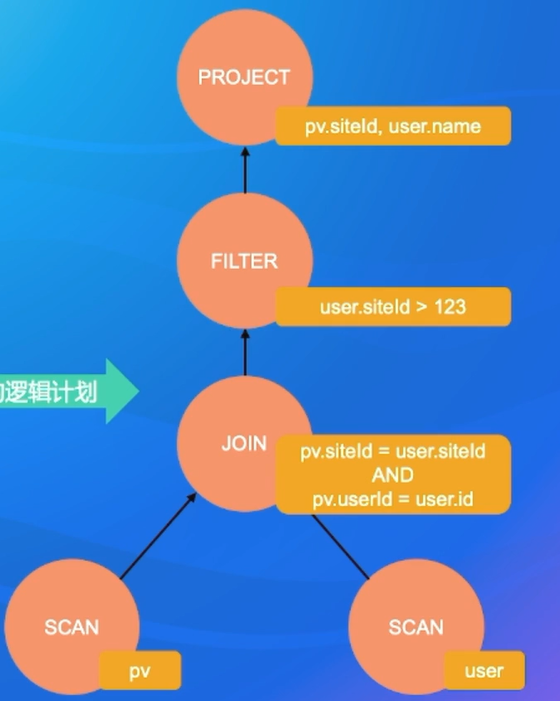 PROJECT
pv.siteId, user.name
FILTER
user.siteId > 123
逻辑计划
JOIN
pv.siteId = user.siteId
AND
pv.userId = user.id
SCAN
pv
SCAN
user